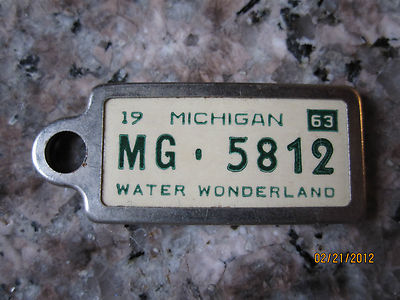 19 MICHIGAN 63
MG · 5812
WATER WONDERLAND
02/21/2012